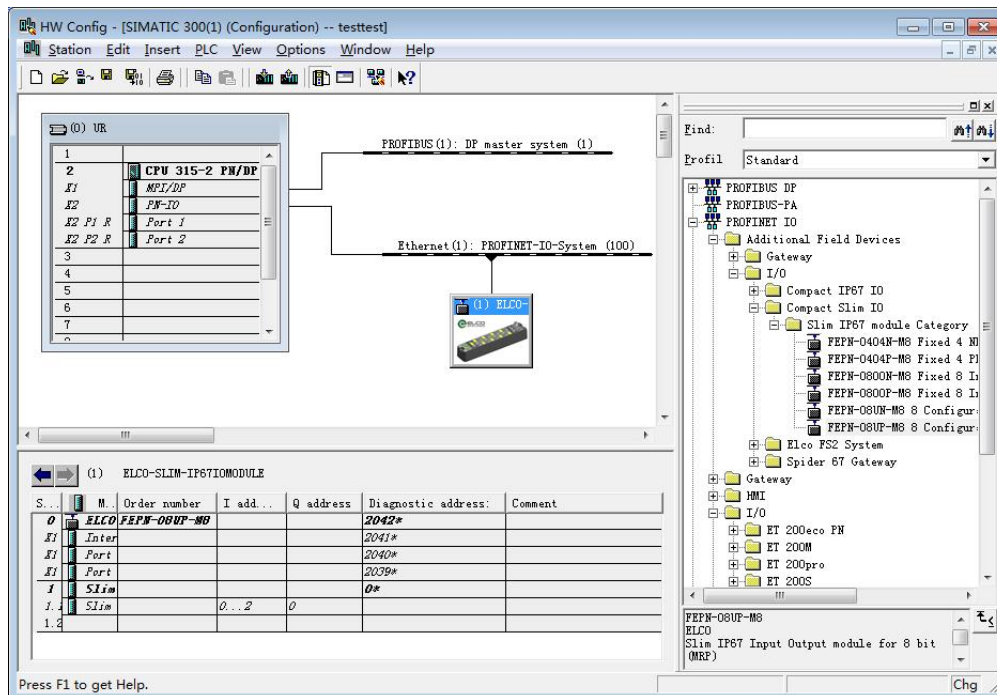 HW Config - [SIMATIC 300(1) (Configuration) -- testtest]
Station Edit Insert PLC View Options Window Help
(0) UR
1
2 CPU 315-2 PN/DP
X1 MPI/DP
X2 PN-IO
X2 P1 R Port 1
X2 P2 R Port 2
3
4
5
6
7
PROFIBUS(1): DP master system (1)
Ethernet(1): PROFINET-IO-System (100)
(1) ELCO-
ELCO
Find:
Profil Standard
PROFIBUS DP
PROFIBUS-PA
PROFINET IO
Additional Field Devices
Gateway
I/O
Compact IP67 IO
Compact Slim IO
Slim IP67 module Category
FEPN-0404N-M8 Fixed 4 N
FEPN-0404P-M8 Fixed 4 P
FEPN-0800N-M8 Fixed 8 I
FEPN-0800P-M8 Fixed 8 I
FEPN-08UN-M8 8 Configur
FEPN-08UP-M8 8 Configur
Elco FS2 System
Spider 67 Gateway
Gateway
HMI
I/O
ET 200eco PN
ET 200M
ET 200pro
ET 200S
FEPN-08UP-M8
ELCO
Slim IP67 Input Output module for 8 bit
(MRP)
(1) ELCO-SLIM-IP67IOMODULE
S... M.. Order number I add... Q address Diagnostic address: Comment
0 ELCO FEPN-08UP-M8 2042*
X1 Inter 2041*
X1 Port 2040*
X1 Port 2039*
1 Slim 0*
1.1 Slim 0...2 0
1.2
Press F1 to get Help. Chg